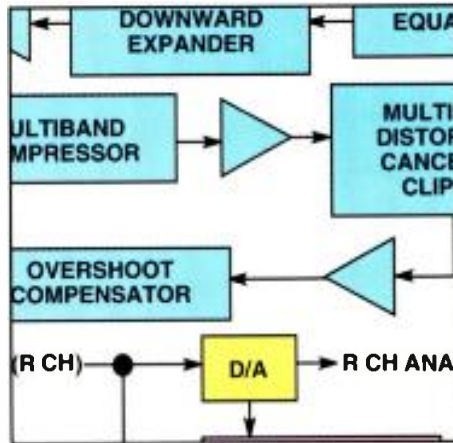 DOWNWARD
EXPANDER
EQUA
ULTIBAND
MPRESSOR
MULTI
DISTOR
CANCE
CLIP
OVERSHOOT
COMPENSATOR
(R CH)
D/A
R CH ANA